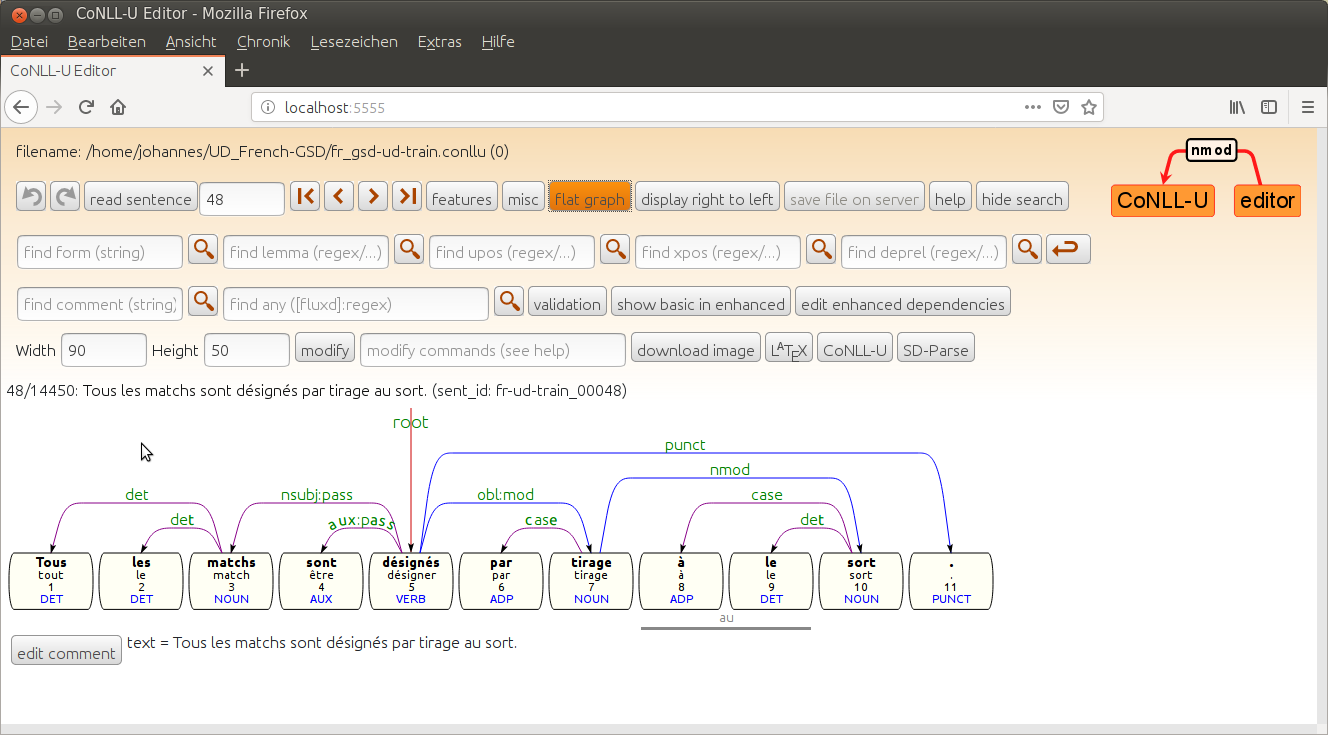 CoNLL-U Editor - Mozilla Firefox
Datei Bearbeiten Ansicht Chronik Lesezeichen Extras Hilfe
CoNLL-U Editor
localhost:5555
filename: /home/johannes/UD_French-GSD/fr_gsd-ud-train.conllu (0)
nmod
CoNLL-U editor
read sentence 48 features misc flat graph display right to left save file on server help hide search
find form (string) find lemma (regex/...) find upos (regex/...) find xpos (regex/...) find deprel (regex/...)
find comment (string) find any ([fluxd]:regex) validation show basic in enhanced edit enhanced dependencies
Width 90 Height 50 modify modify commands (see help) download image LATEX CoNLL-U SD-Parse
48/14450: Tous les matchs sont désignés par tirage au sort. (sent_id: fr-ud-train_00048)
root
punct
nmod
det nsubj:pass obl:mod case
det aux:pass case det
Tous les matchs sont désignés par tirage à le sort .
tout le match être désigner par tirage à le sort .
1 2 3 4 5 6 7 8 9 10 11
DET DET NOUN AUX VERB ADP NOUN ADP DET NOUN PUNCT
au
edit comment text = Tous les matchs sont désignés par tirage au sort.